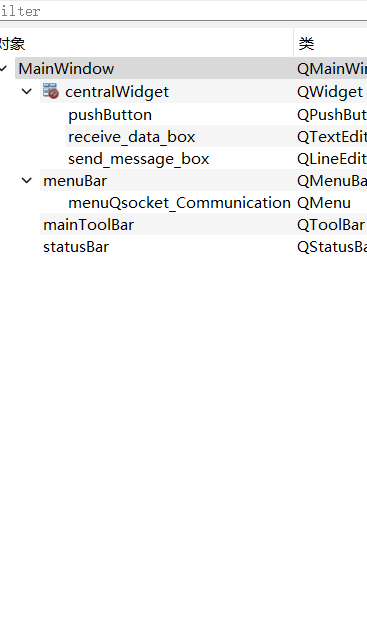 ilter
对象 类
MainWindow QMainWin
centralWidget QWidget
pushButton QPushBut
receive_data_box QTextEdit
send_message_box QLineEdit
menuBar QMenuBa
menuQsocket_Communication QMenu
mainToolBar QToolBar
statusBar QStatusBa